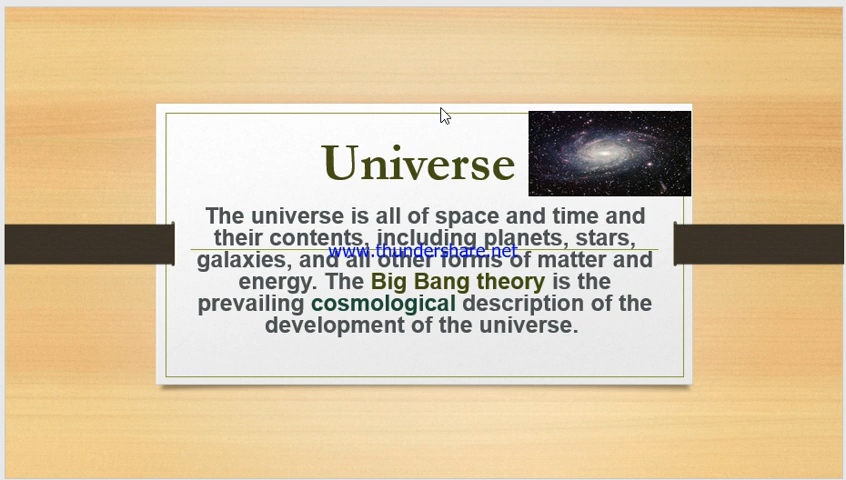 Universe
The universe is all of space and time and
their contents, including planets, stars,
www.thundershare.net
galaxies, and all other forms of matter and
energy. The Big Bang theory is the
prevailing cosmological description of the
development of the universe.